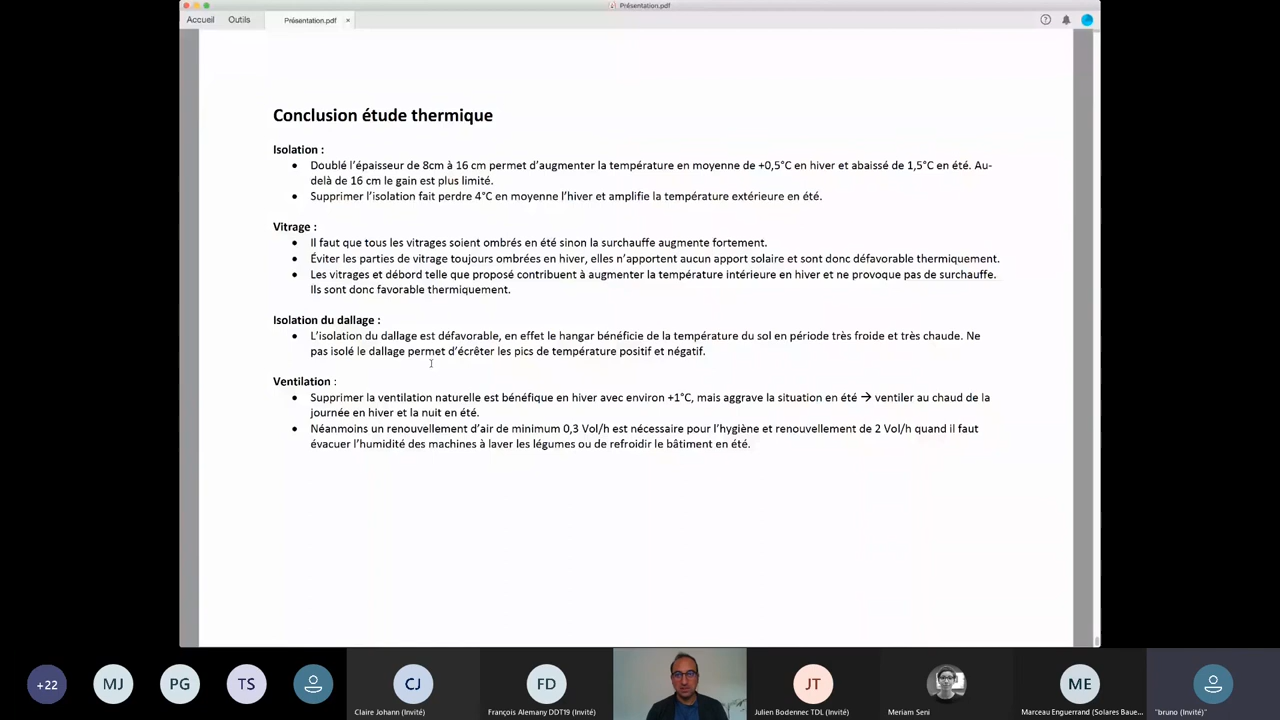 Présentation.pdf
Accueil Outils Présentation.pdf ×
Conclusion étude thermique
Isolation :
• Doublé l'épaisseur de 8cm à 16 cm permet d'augmenter la température en moyenne de +0,5°C en hiver et abaissé de 1,5°C en été. Au-
delà de 16 cm le gain est plus limité.
• Supprimer l'isolation fait perdre 4°C en moyenne l'hiver et amplifie la température extérieure en été.
Vitrage :
• Il faut que tous les vitrages soient ombrés en été sinon la surchauffe augmente fortement.
• Éviter les parties de vitrage toujours ombrées en hiver, elles n'apportent aucun apport solaire et sont donc défavorable thermiquement.
• Les vitrages et débord telle que proposé contribuent à augmenter la température intérieure en hiver et ne provoque pas de surchauffe.
Ils sont donc favorable thermiquement.
Isolation du dallage :
• L'isolation du dallage est défavorable, en effet le hangar bénéficie de la température du sol en période très froide et très chaude. Ne
pas isolé le dallage permet d'écrêter les pics de température positif et négatif.
Ventilation :
• Supprimer la ventilation naturelle est bénéfique en hiver avec environ +1°C, mais aggrave la situation en été → ventiler au chaud de la
journée en hiver et la nuit en été.
• Néanmoins un renouvellement d'air de minimum 0,3 Vol/h est nécessaire pour l'hygiène et renouvellement de 2 Vol/h quand il faut
évacuer l'humidité des machines à laver les légumes ou de refroidir le bâtiment en été.
+22 MJ PG TS CJ FD JT ME
Claire Johann (Invité) François Alemany DDT19 (Invité) Julien Bodennec TDL (Invité) Meriam Seni Marceau Enguerrand (Solares Baue... "bruno (Invité)"